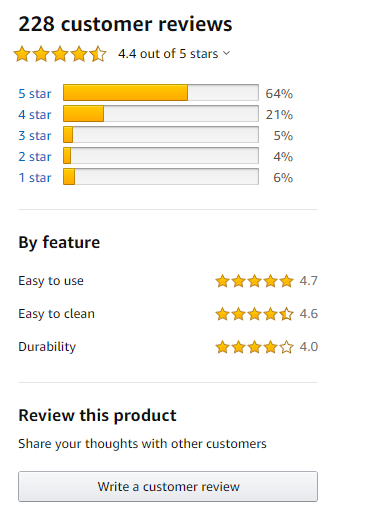 228 customer reviews
4.4 out of 5 stars
5 star 64%
4 star 21%
3 star 5%
2 star 4%
1 star 6%
By feature
Easy to use 4.7
Easy to clean 4.6
Durability 4.0
Review this product
Share your thoughts with other customers
Write a customer review